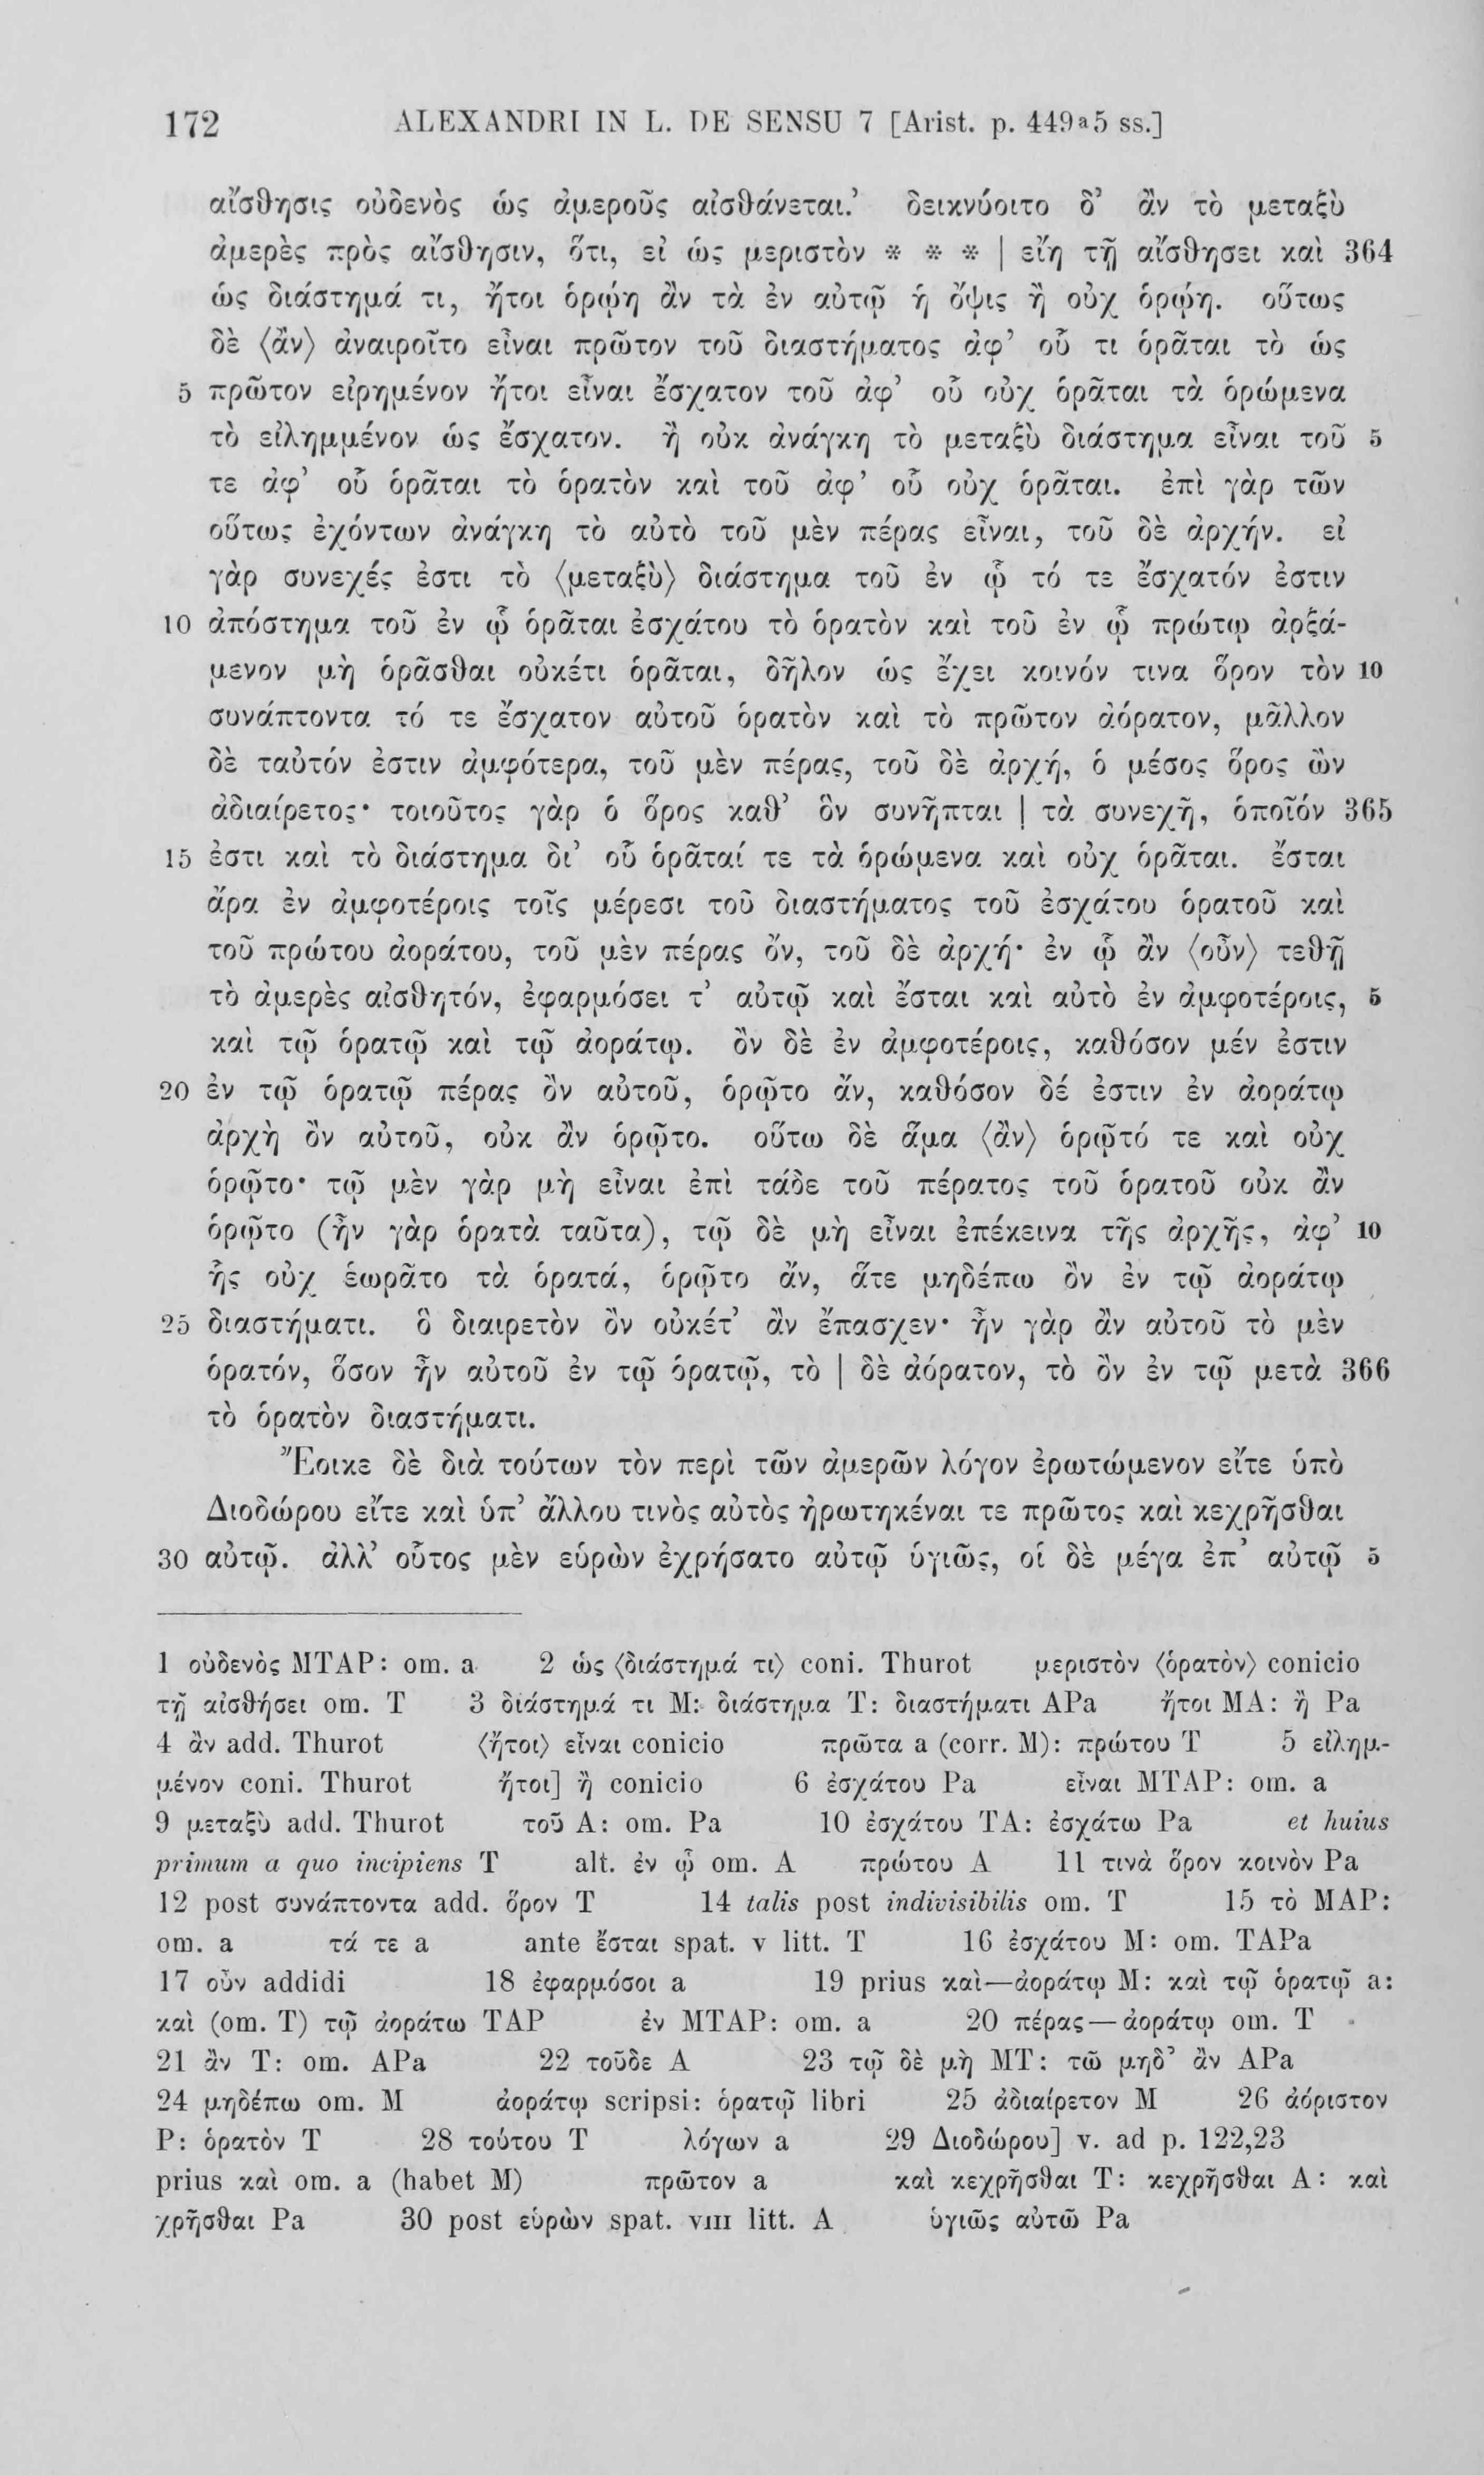 172 ALEXANDRI IN L. DE SENSU 7 [Arist. p. 449a5 ss.]
αἴσθησις οὐδενὸς ὡς ἀμεροῦς αἰσθάνεται.’ δεικνύοιτο δ’ ἂν τὸ μεταξὺ
ἀμερὲς πρὸς αἴσθησιν, ὅτι, εἰ ὡς μεριστὸν * * * | εἴη τῇ αἴσθησει καὶ 364
ὡς διάστημά τι, ἤτοι ὁρῴη ἂν τὰ ἐν αὐτῷ ἡ ὄψις ἢ οὐχ ὁρῴη. οὕτως
δὲ ⟨ἂν⟩ ἀναιροῖτο εἶναι πρῶτον τοῦ διαστήματος ἀφ’ οὗ τι ὁρᾶται τὸ ὡς
5 πρῶτον εἰρημένον ἤτοι εἶναι ἔσχατον τοῦ ἀφ’ οὗ οὐχ ὁρᾶται τὰ ὁρώμενα
τὸ εἰλημμένον ὡς ἔσχατον. ἢ οὐκ ἀνάγκη τὸ μεταξὺ διάστημα εἶναι τοῦ 5
τε ἀφ’ οὗ ὁρᾶται τὸ ὁρατὸν καὶ τοῦ ἀφ’ οὗ οὐχ ὁρᾶται. ἐπὶ γὰρ τῶν
οὕτως ἐχόντων ἀνάγκη τὸ αὐτὸ τοῦ μὲν πέρας εἶναι, τοῦ δὲ ἀρχήν. εἰ
γὰρ συνεχές ἐστι τὸ ⟨μεταξὺ⟩ διάστημα τοῦ ἐν ᾧ τό τε ἔσχατόν ἐστιν
10 ἀπόστημα τοῦ ἐν ᾧ ὁρᾶται ἐσχάτου τὸ ὁρατὸν καὶ τοῦ ἐν ᾧ πρώτῳ ἀρξά-
μενον μὴ ὁρᾶσθαι οὐκέτι ὁρᾶται, δῆλον ὡς ἔχει κοινόν τινα ὅρον τὸν 10
συνάπτοντα τό τε ἔσχατον αὐτοῦ ὁρατὸν καὶ τὸ πρῶτον ἀόρατον, μᾶλλον
δὲ ταὐτόν ἐστιν ἀμφότερα, τοῦ μὲν πέρας, τοῦ δὲ ἀρχή, ὁ μέσος ὅρος ὢν
ἀδιαίρετος· τοιοῦτος γὰρ ὁ ὅρος καθ’ ὃν συνῆπται | τὰ συνεχῆ, ὁποῖόν 365
15 ἐστι καὶ τὸ διάστημα δι’ οὗ ὁρᾶταί τε τὰ ὁρώμενα καὶ οὐχ ὁρᾶται. ἔσται
ἄρα ἐν ἀμφοτέροις τοῖς μέρεσι τοῦ διαστήματος τοῦ ἐσχάτου ὁρατοῦ καὶ
τοῦ πρώτου ἀοράτου, τοῦ μὲν πέρας ὄν, τοῦ δὲ ἀρχή· ἐν ᾧ ἂν ⟨οὖν⟩ τεθῇ
τὸ ἀμερὲς αἰσθητόν, ἐφαρμόσει τ’ αὐτῷ καὶ ἔσται καὶ αὐτὸ ἐν ἀμφοτέροις, 5
καὶ τῷ ὁρατῷ καὶ τῷ ἀοράτῳ. ὂν δὲ ἐν ἀμφοτέροις, καθόσον μέν ἐστιν
20 ἐν τῷ ὁρατῷ πέρας ὂν αὐτοῦ, ὁρῷτο ἄν, καθόσον δέ ἐστιν ἐν ἀοράτῳ
ἀρχὴ ὂν αὐτοῦ, οὐκ ἂν ὁρῷτο. οὕτω δὲ ἅμα ⟨ἂν⟩ ὁρῷτό τε καὶ οὐχ
ὁρῷτο· τῷ μὲν γὰρ μὴ εἶναι ἐπὶ τάδε τοῦ πέρατος τοῦ ὁρατοῦ οὐκ ἂν
ὁρῷτο (ἦν γὰρ ὁρατὰ ταῦτα), τῷ δὲ μὴ εἶναι ἐπέκεινα τῆς ἀρχῆς, ἀφ’ 10
ἧς οὐχ ἑωρᾶτο τὰ ὁρατά, ὁρῷτο ἄν, ἅτε μηδέπω ὂν ἐν τῷ ἀοράτῳ
25 διαστήματι. ὃ διαιρετὸν ὂν οὐκέτ’ ἂν ἔπασχεν· ἦν γὰρ ἂν αὐτοῦ τὸ μὲν
ὁρατόν, ὅσον ἦν αὐτοῦ ἐν τῷ ὁρατῷ, τὸ | δὲ ἀόρατον, τὸ ὂν ἐν τῷ μετὰ 366
τὸ ὁρατὸν διαστήματι.
Ἔοικε δὲ διὰ τούτων τὸν περὶ τῶν ἀμερῶν λόγον ἐρωτώμενον εἴτε ὑπὸ
Διοδώρου εἴτε καὶ ὑπ’ ἄλλου τινὸς αὐτὸς ἠρωτηκέναι τε πρῶτος καὶ κεχρῆσθαι
30 αὐτῷ. ἀλλ’ οὗτος μὲν εὑρὼν ἐχρήσατο αὐτῷ ὑγιῶς, οἱ δὲ μέγα ἐπ’ αὐτῷ 5
1 οὐδενὸς MTAP: om. a 2 ὡς ⟨διάστημά τι⟩ coni. Thurot μεριστὸν ⟨ὁρατὸν⟩ conicio
τῇ αἰσθήσει om. T 3 διάστημά τι M: διάστημα T: διαστήματι APa ἤτοι MA: ἢ Pa
4 ἂν add. Thurot ⟨ἤτοι⟩ εἶναι conicio πρῶτα a (corr. M): πρώτου T 5 εἰλημ-
μένον coni. Thurot ἤτοι] ἢ conicio 6 ἐσχάτου Pa εἶναι MTAP: om. a
9 μεταξὺ add. Thurot τοῦ A: om. Pa 10 ἐσχάτου TA: ἐσχάτω Pa et huius
primum a quo incipiens T alt. ἐν ᾧ om. A πρώτου A 11 τινὰ ὅρον κοινὸν Pa
12 post συνάπτοντα add. ὅρον T 14 talis post indivisibilis om. T 15 τὸ MAP:
om. a τά τε a ante ἔσται spat. v litt. T 16 ἐσχάτου M: om. TAPa
17 οὖν addidi 18 ἐφαρμόσοι a 19 prius καὶ—ἀοράτῳ M: καὶ τῷ ὁρατῷ a:
καὶ (om. T) τῷ ἀοράτω TAP ἐν MTAP: om. a 20 πέρας—ἀοράτῳ om. T
21 ἂν T: om. APa 22 τοῦδε A 23 τῷ δὲ μὴ MT: τῶ μηδ’ ἂν APa
24 μηδέπω om. M ἀοράτῳ scripsi: ὁρατῷ libri 25 ἀδιαίρετον M 26 ἀόριστον
P: ὁρατὸν T 28 τούτου T λόγων a 29 Διοδώρου] v. ad p. 122,23
prius καὶ om. a (habet M) πρῶτον a καὶ κεχρῆσθαι T: κεχρῆσθαι A: καὶ
χρῆσθαι Pa 30 post εὑρὼν spat. VIII litt. A ὑγιῶς αὐτῶ Pa